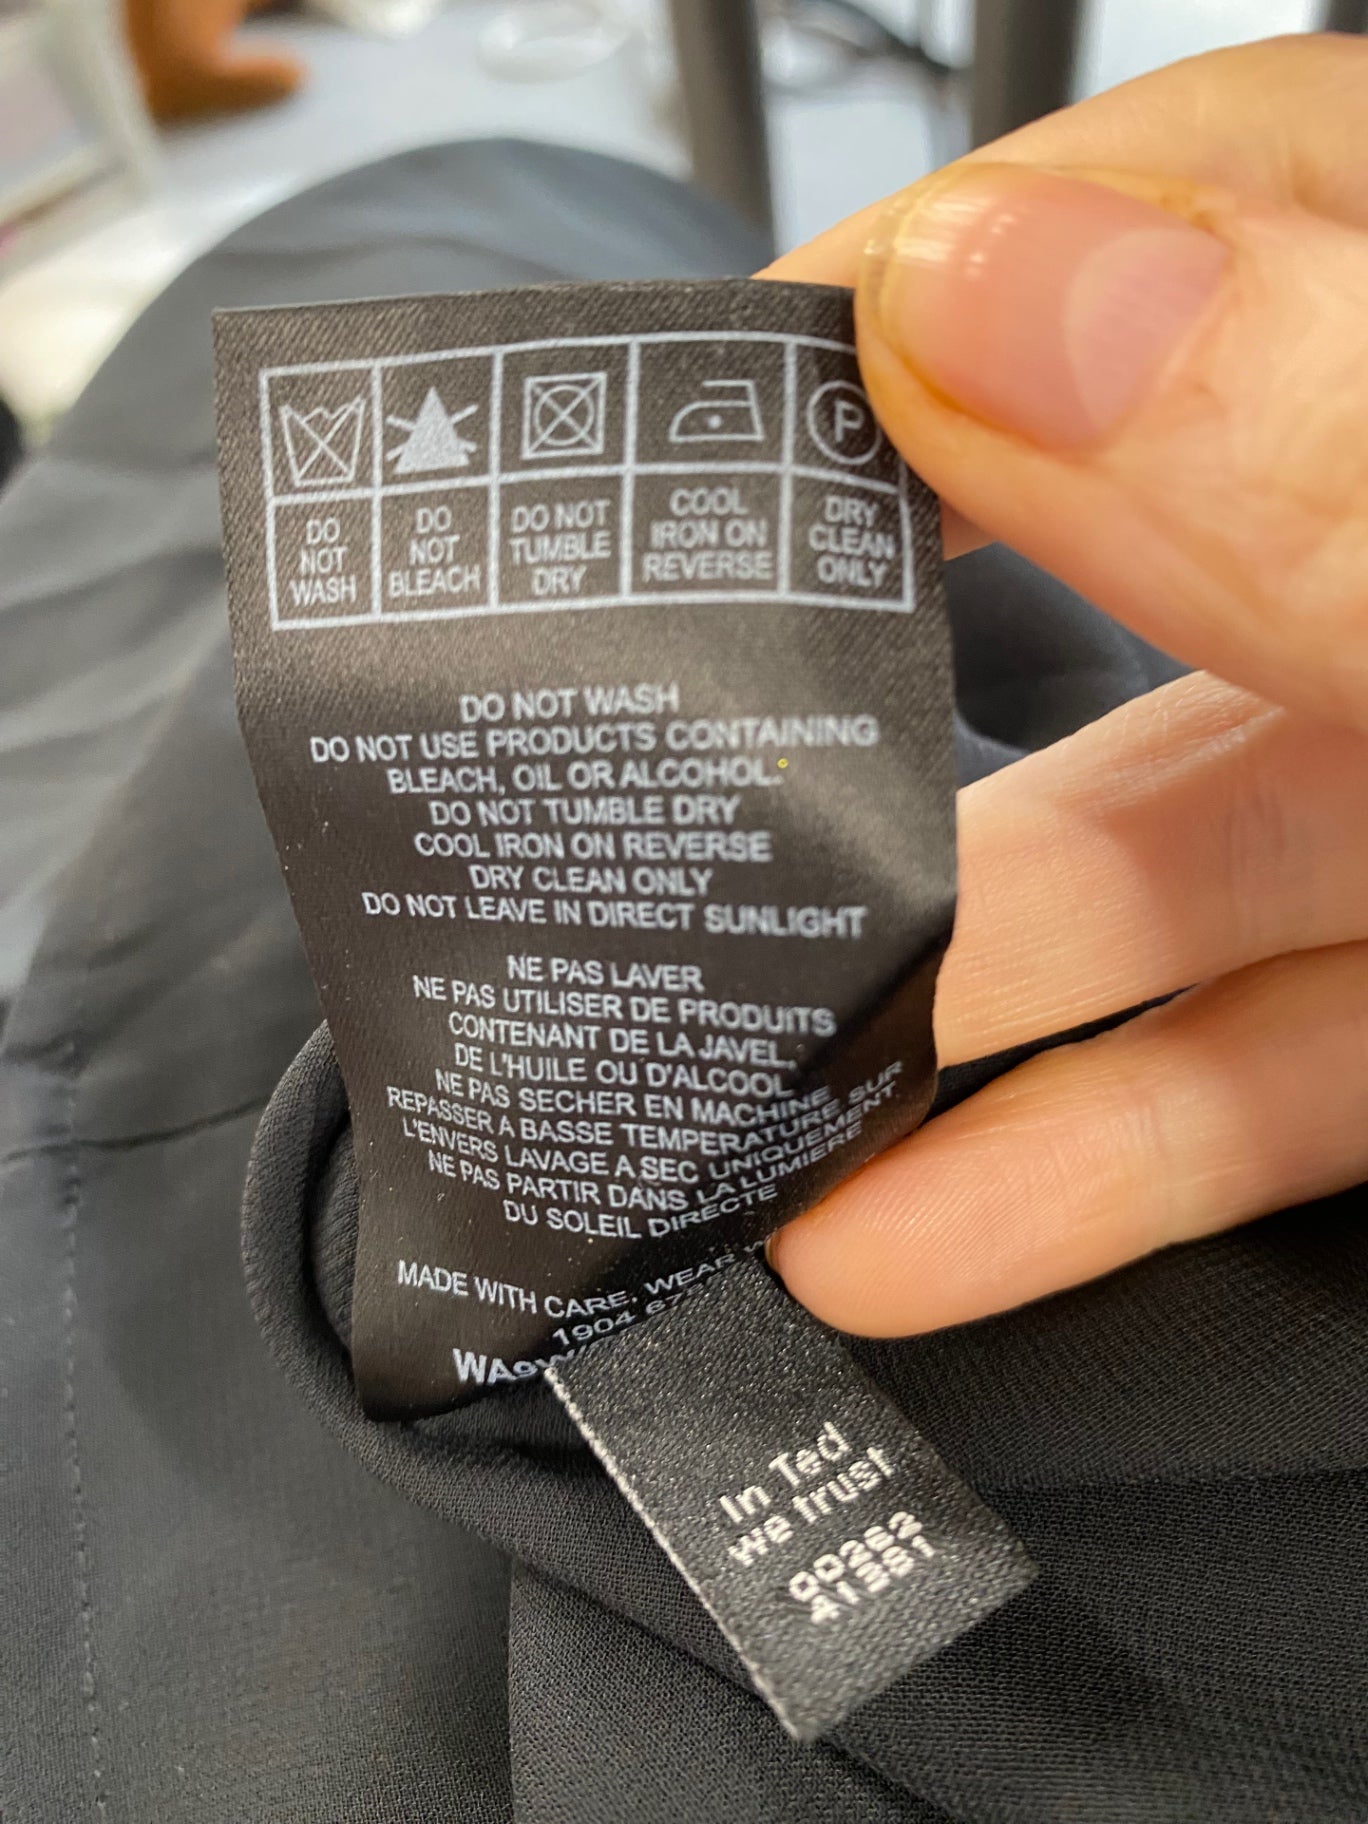 P
DO
NOT
WASH
DO
NOT
BLEACH
DO NOT
TUMBLE
DRY
COOL
IRON ON
REVERSE
DRY
CLEAN
ONLY
DO NOT WASH
DO NOT USE PRODUCTS CONTAINING
BLEACH, OIL OR ALCOHOL.
DO NOT TUMBLE DRY
COOL IRON ON REVERSE
DRY CLEAN ONLY
DO NOT LEAVE IN DIRECT SUNLIGHT
NE PAS LAVER
NE PAS UTILISER DE PRODUITS
CONTENANT DE LA JAVEL,
DE L'HUILE OU D'ALCOOL
NE PAS SECHER EN MACHINE
REPASSER A BASSE TEMPERATURE SUR
L'ENVERS LAVAGE A SEC UNIQUEMENT.
NE PAS PARTIR DANS LA LUMIERE
DU SOLEIL DIRECTE
MADE WITH CARE, WEAR
1904
In Ted
we trust
00282
41381